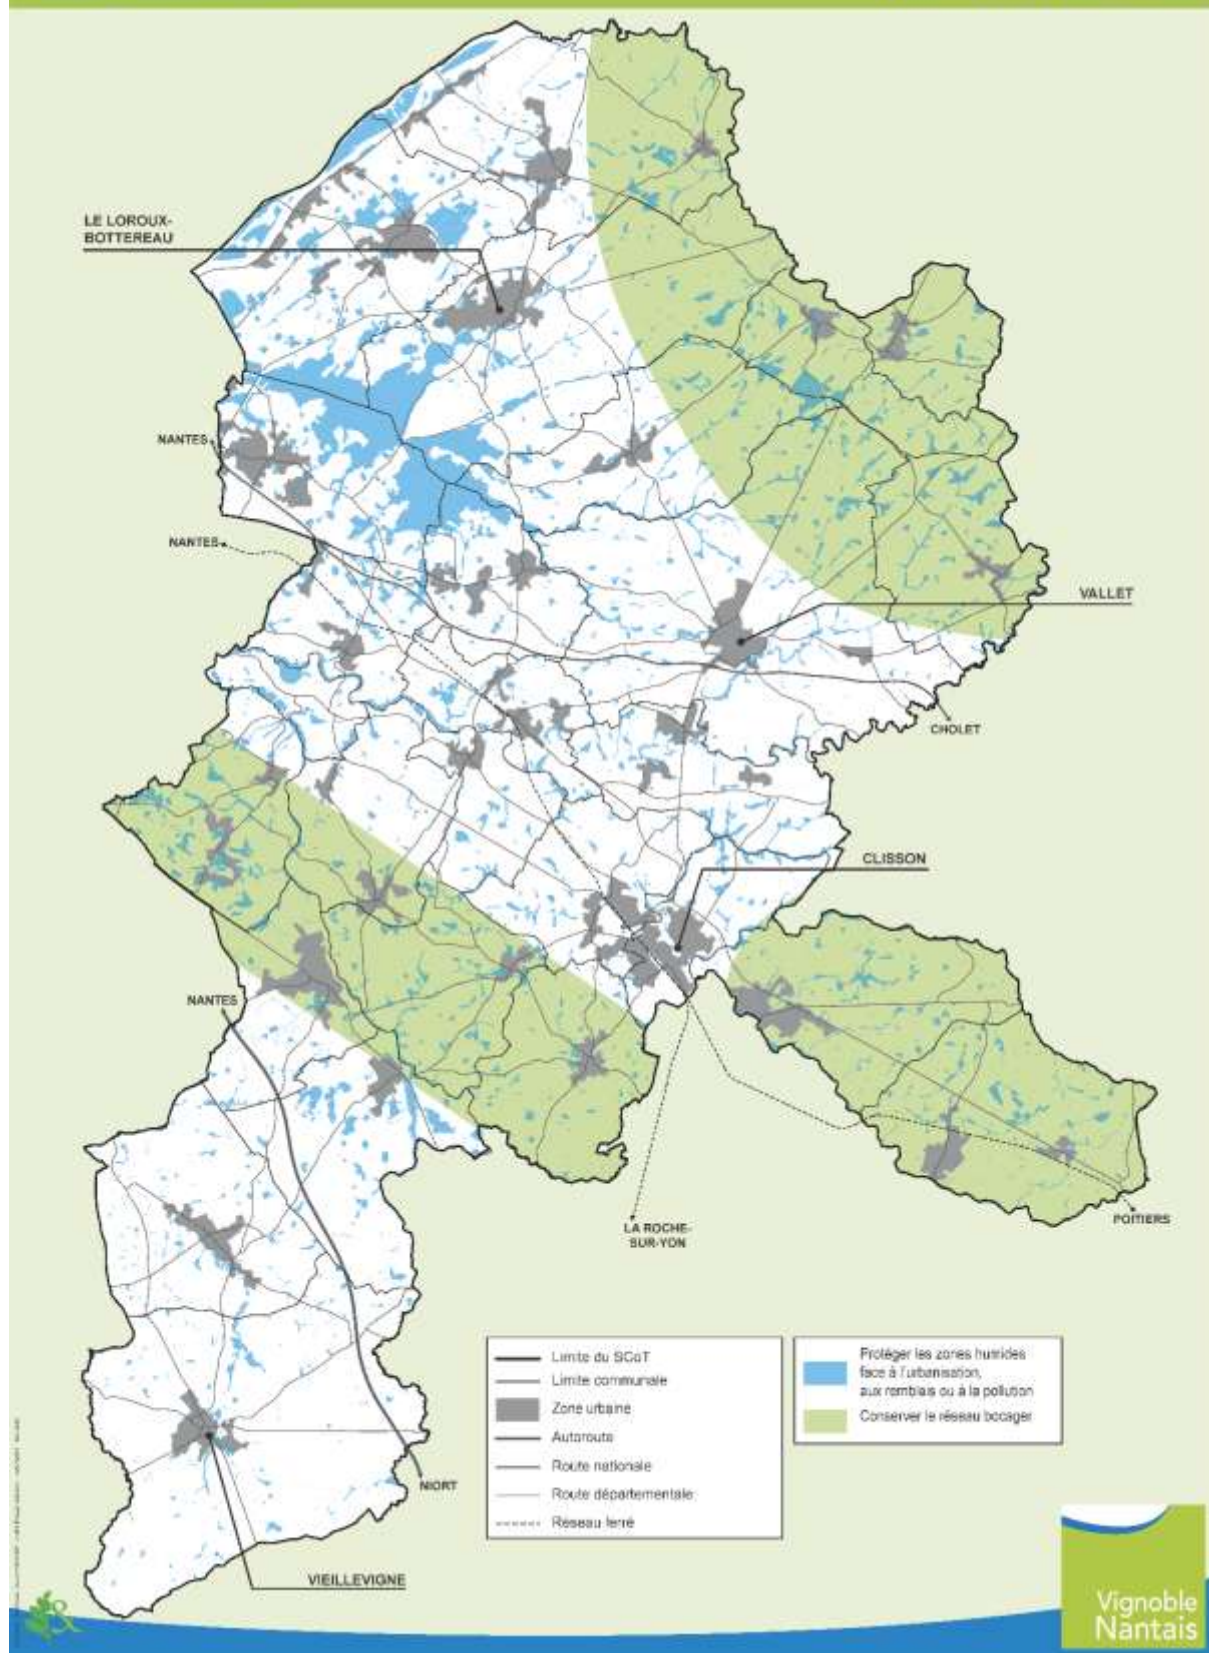 LE LOROUX-
BOTTEREAU
NANTES
NANTES
VALLET
CHOLET
CLISSON
NANTES
LA ROCHE-
SUR-YON
POITIERS
NIORT
VIEILLEVIGNE
Limite du SCoT
Limite communale
Zone urbaine
Autoroute
Route nationale
Route départementale
Réseau ferré
Protéger les zones humides
face à l'urbanisation,
aux remblais ou à la pollution
Conserver le réseau bocager
&
Vignoble
Nantais